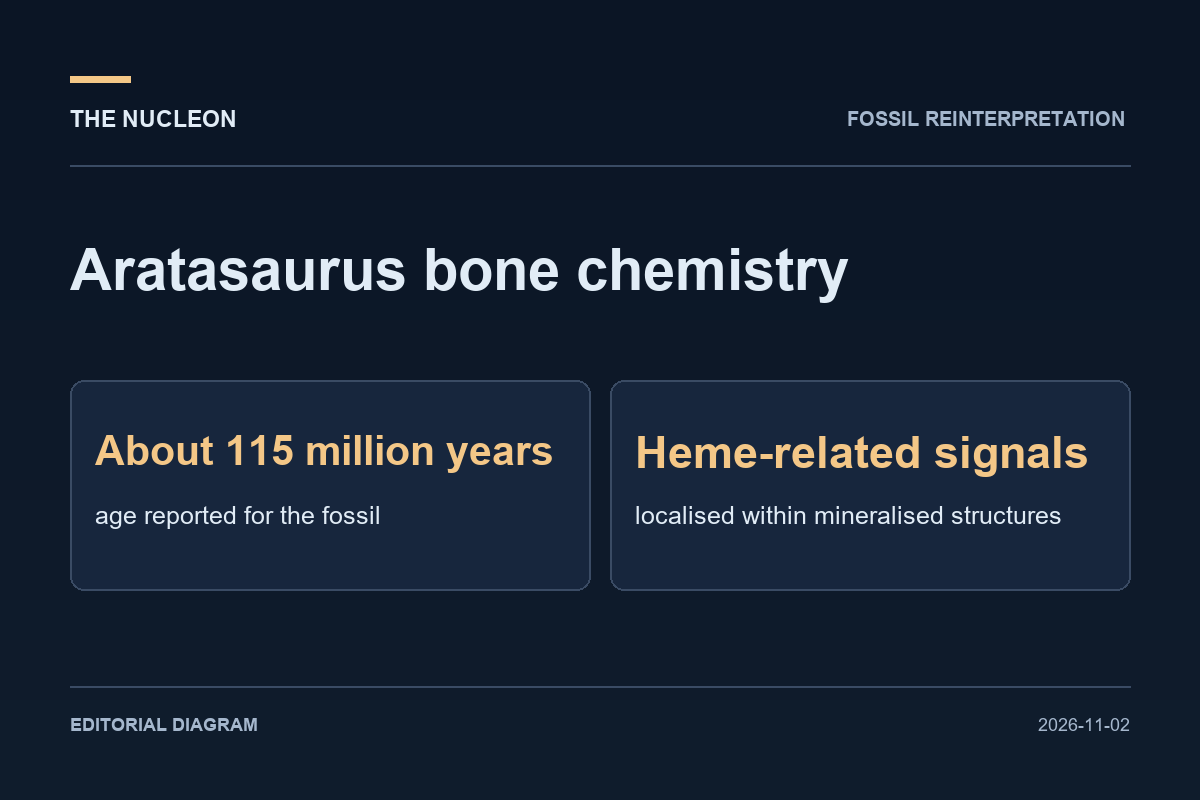 THE NUCLEON
FOSSIL REINTERPRETATION
Aratasaurus bone chemistry
About 115 million years
age reported for the fossil
Heme-related signals
localised within mineralised structures
EDITORIAL DIAGRAM
2026-11-02